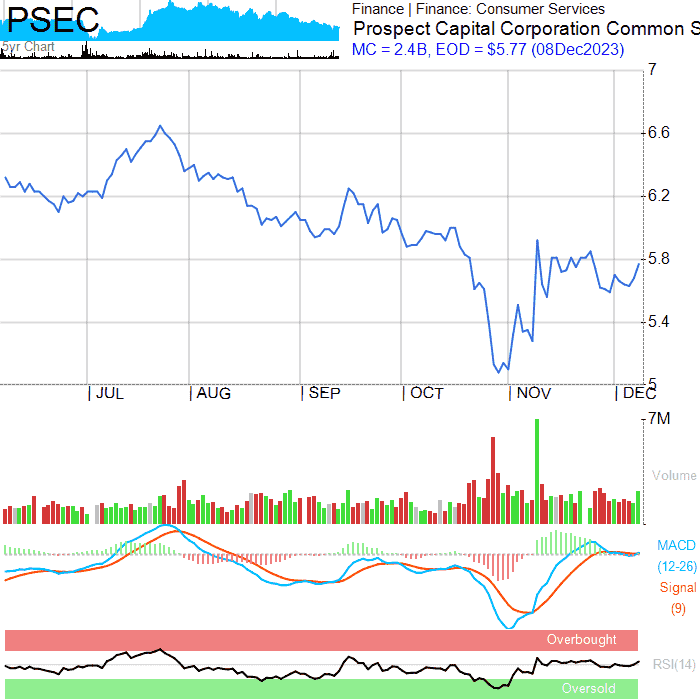 PSEC
5yr Chart
Finance | Finance: Consumer Services
Prospect Capital Corporation Common S
MC = 2.4B, EOD = $5.77 (08Dec2023)
7
6.6
6.2
5.8
5.4
5
| JUL | AUG | SEP | OCT | NOV | DEC
7M
Volume
MACD
(12-26)
Signal
(9)
Overbought
RSI(14)
Oversold